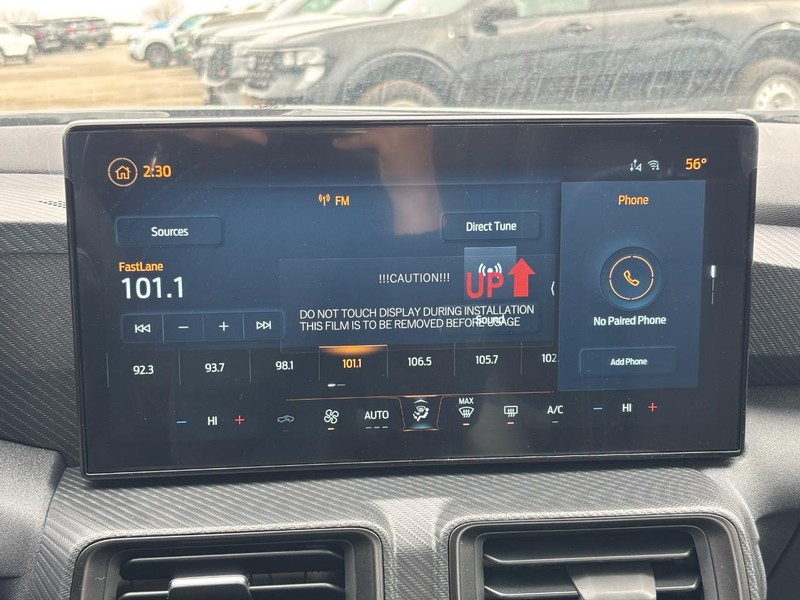 2:30
56°
FM
Phone
Sources
Direct Tune
FastLane
101.1
!!!CAUTION!!!
UP
DO NOT TOUCH DISPLAY DURING INSTALLATION
THIS FILM IS TO BE REMOVED BEFORE USAGE
Sound
No Paired Phone
Add Phone
92.3 93.7 98.1 101.1 106.5 105.7 102.
HI AUTO MAX A/C HI